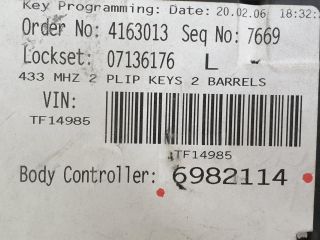 Key Programming: Date: 20.02.06 18:32:
Order No: 4163013 Seq No: 7669
Lockset: 07136176 L
433 MHZ 2 PLIP KEYS 2 BARRELS
VIN:
TF14985
TF14985
Body Controller: 6982114